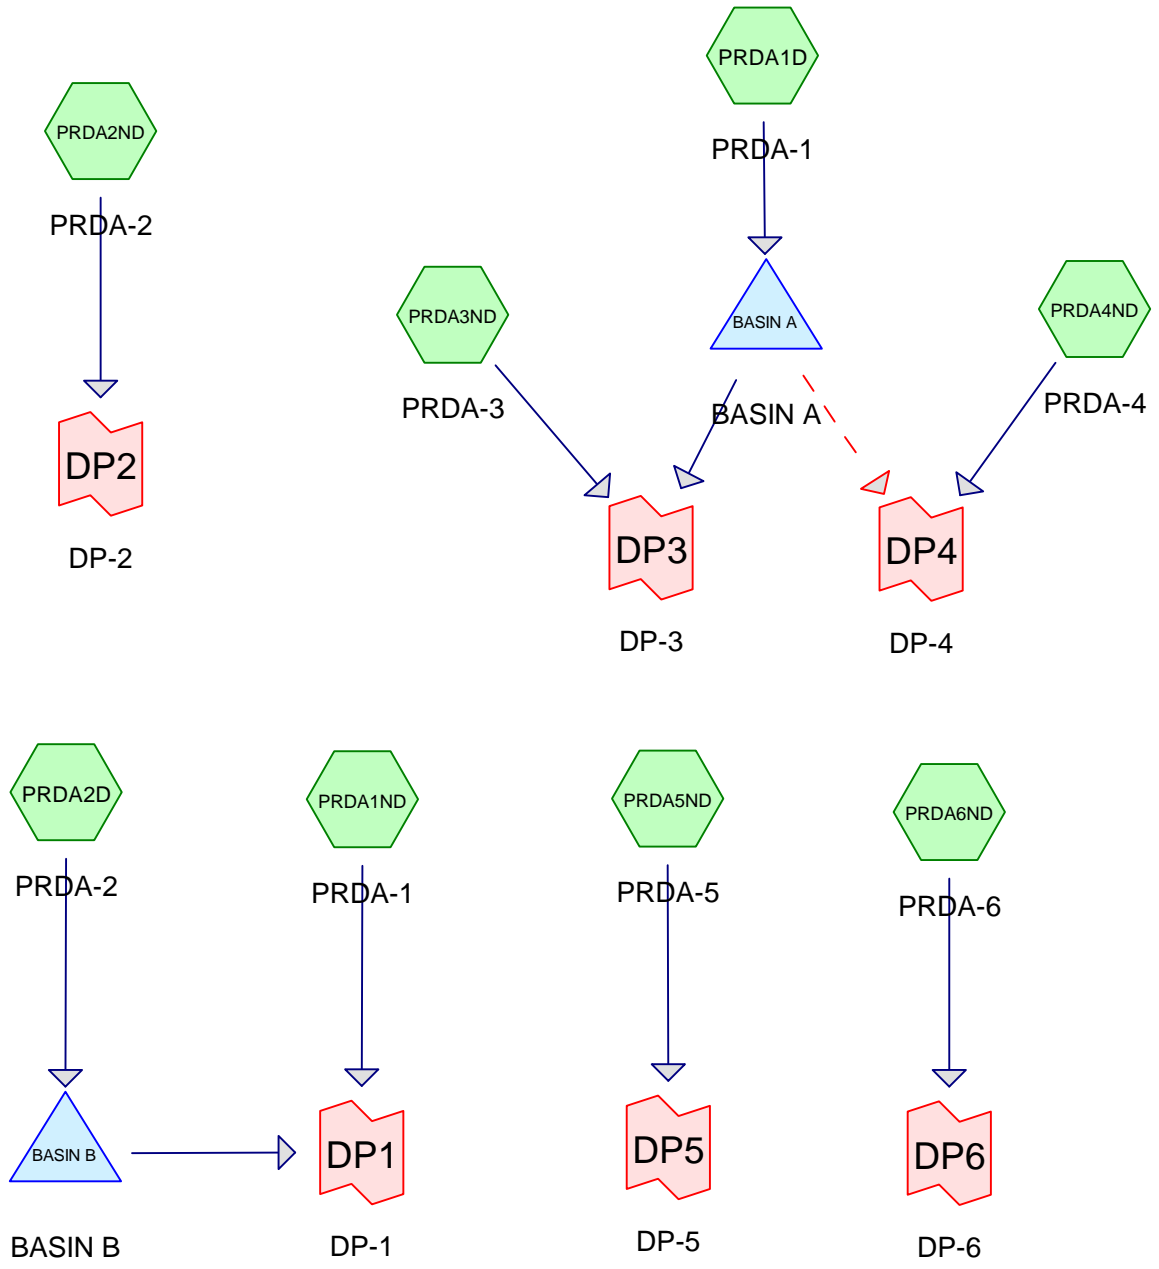 PRDA1D
PRDA-1
PRDA2ND
PRDA-2
PRDA3ND
PRDA-3
BASIN A
BASIN A
PRDA4ND
PRDA-4
DP2
DP-2
DP3
DP-3
DP4
DP-4
PRDA2D
PRDA-2
PRDA1ND
PRDA-1
PRDA5ND
PRDA-5
PRDA6ND
PRDA-6
BASIN B
BASIN B
DP1
DP-1
DP5
DP-5
DP6
DP-6